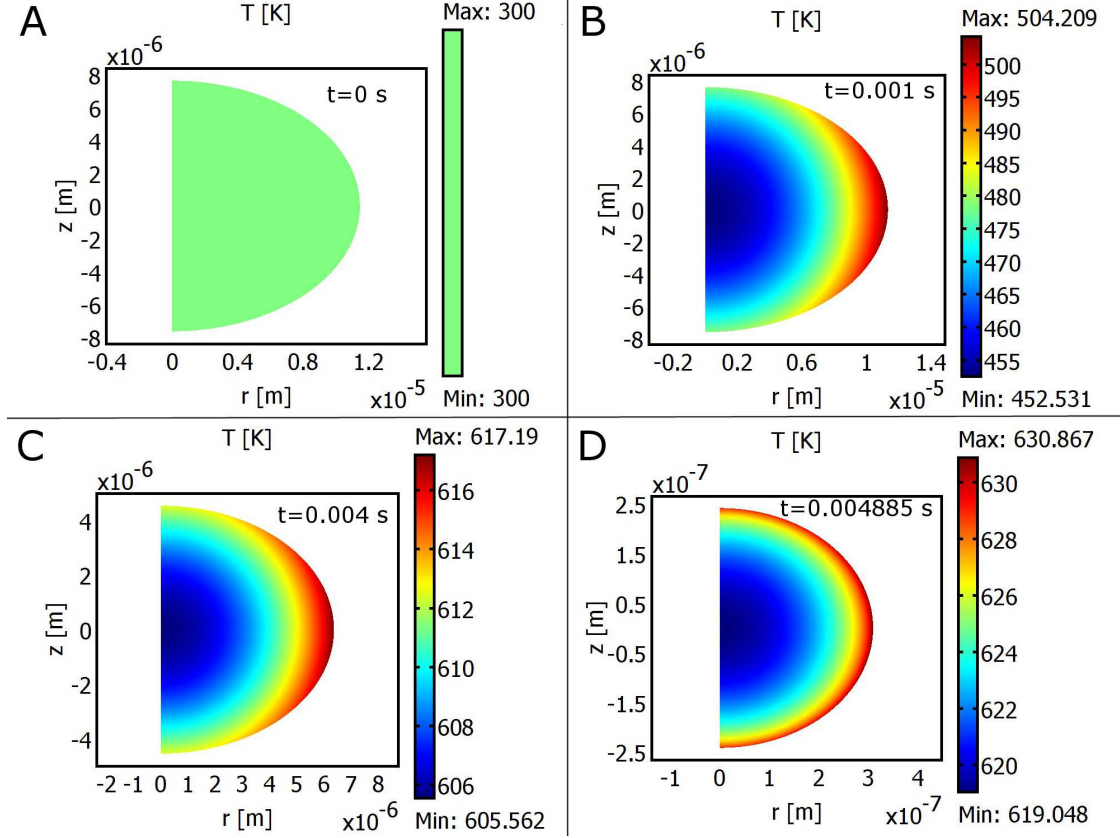 A
T [K]
Max: 300
x10-6
t=0 s
8
6
4
2
0
-2
-4
-6
-8
z [m]
-0.4 0 0.4 0.8 1.2
r [m]
x10-5
Min: 300
B
T [K]
Max: 504.209
x10-6
t=0.001 s
8
6
4
2
0
-2
-4
-6
-8
z [m]
-0.2 0.2 0.6 1 1.4
r [m]
x10-5
500
495
490
485
480
475
470
465
460
455
Min: 452.531
C
T [K]
Max: 617.19
x10-6
t=0.004 s
4
2
0
-2
-4
z [m]
-2 -1 0 1 2 3 4 5 6 7 8
r [m]
x10-6
616
614
612
610
608
606
Min: 605.562
D
T [K]
Max: 630.867
x10-7
t=0.004885 s
2.5
1.5
0.5
-0.5
-1.5
-2.5
z [m]
-1 0 1 2 3 4
r [m]
x10-7
630
628
626
624
622
620
Min: 619.048